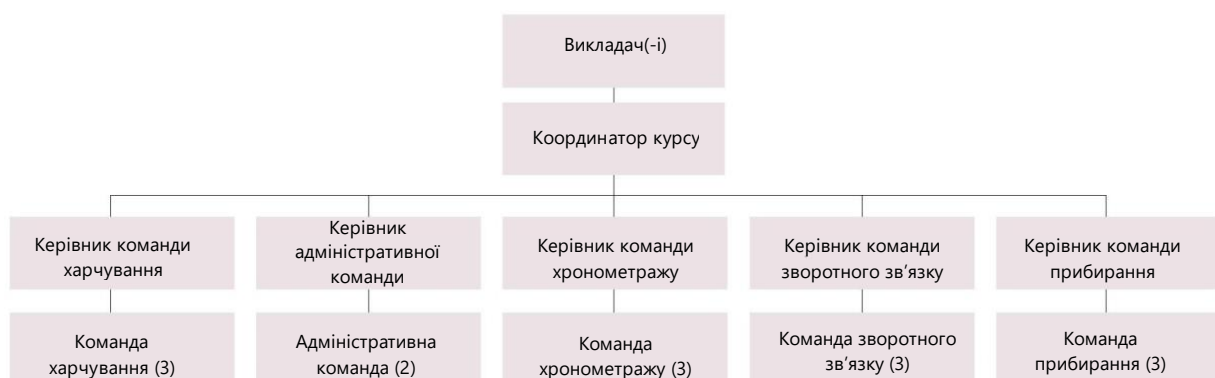 Викладач(-і)
Координатор курсу
Керівник команди
харчування
Керівник
адміністративної
команди
Керівник команди
хронометражу
Керівник команди
зворотного зв’язку
Керівник команди
прибирання
Команда
харчування (3)
Адміністративна
команда (2)
Команда
хронометражу (3)
Команда зворотного
зв’язку (3)
Команда
прибирання (3)